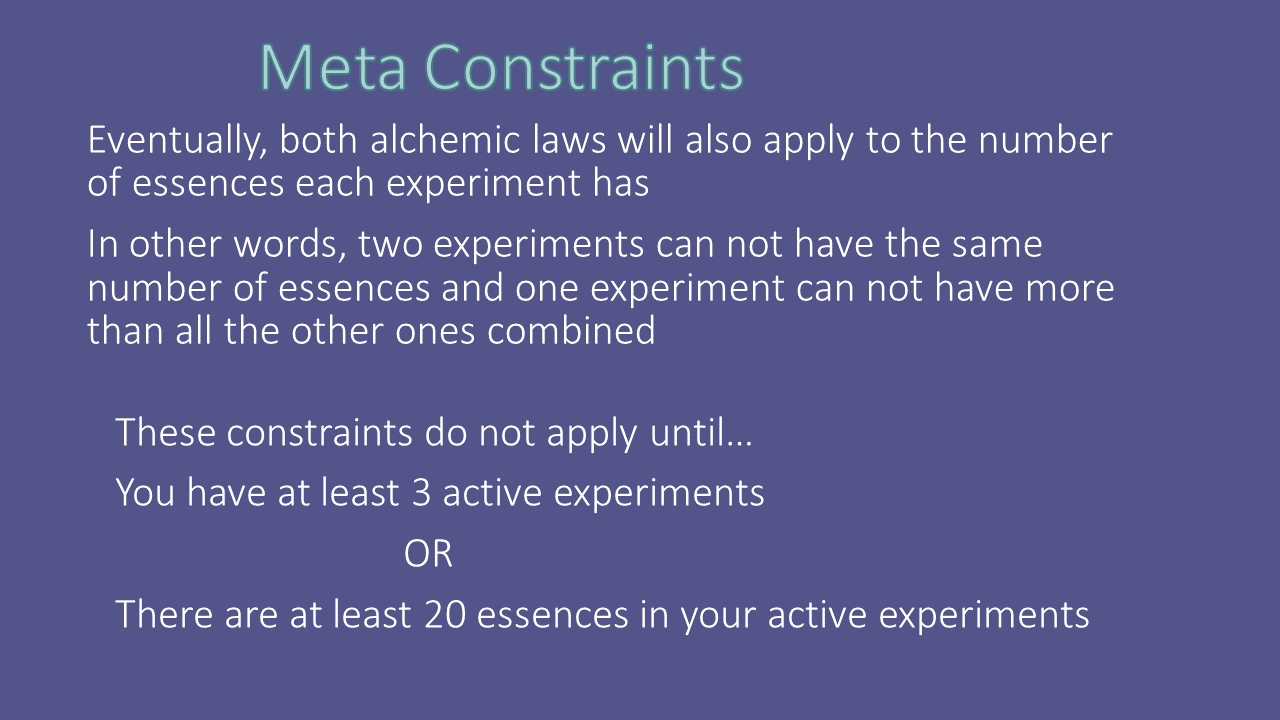 Meta Constraints
Eventually, both alchemic laws will also apply to the number
of essences each experiment has
In other words, two experiments can not have the same
number of essences and one experiment can not have more
than all the other ones combined
These constraints do not apply until…
You have at least 3 active experiments
OR
There are at least 20 essences in your active experiments